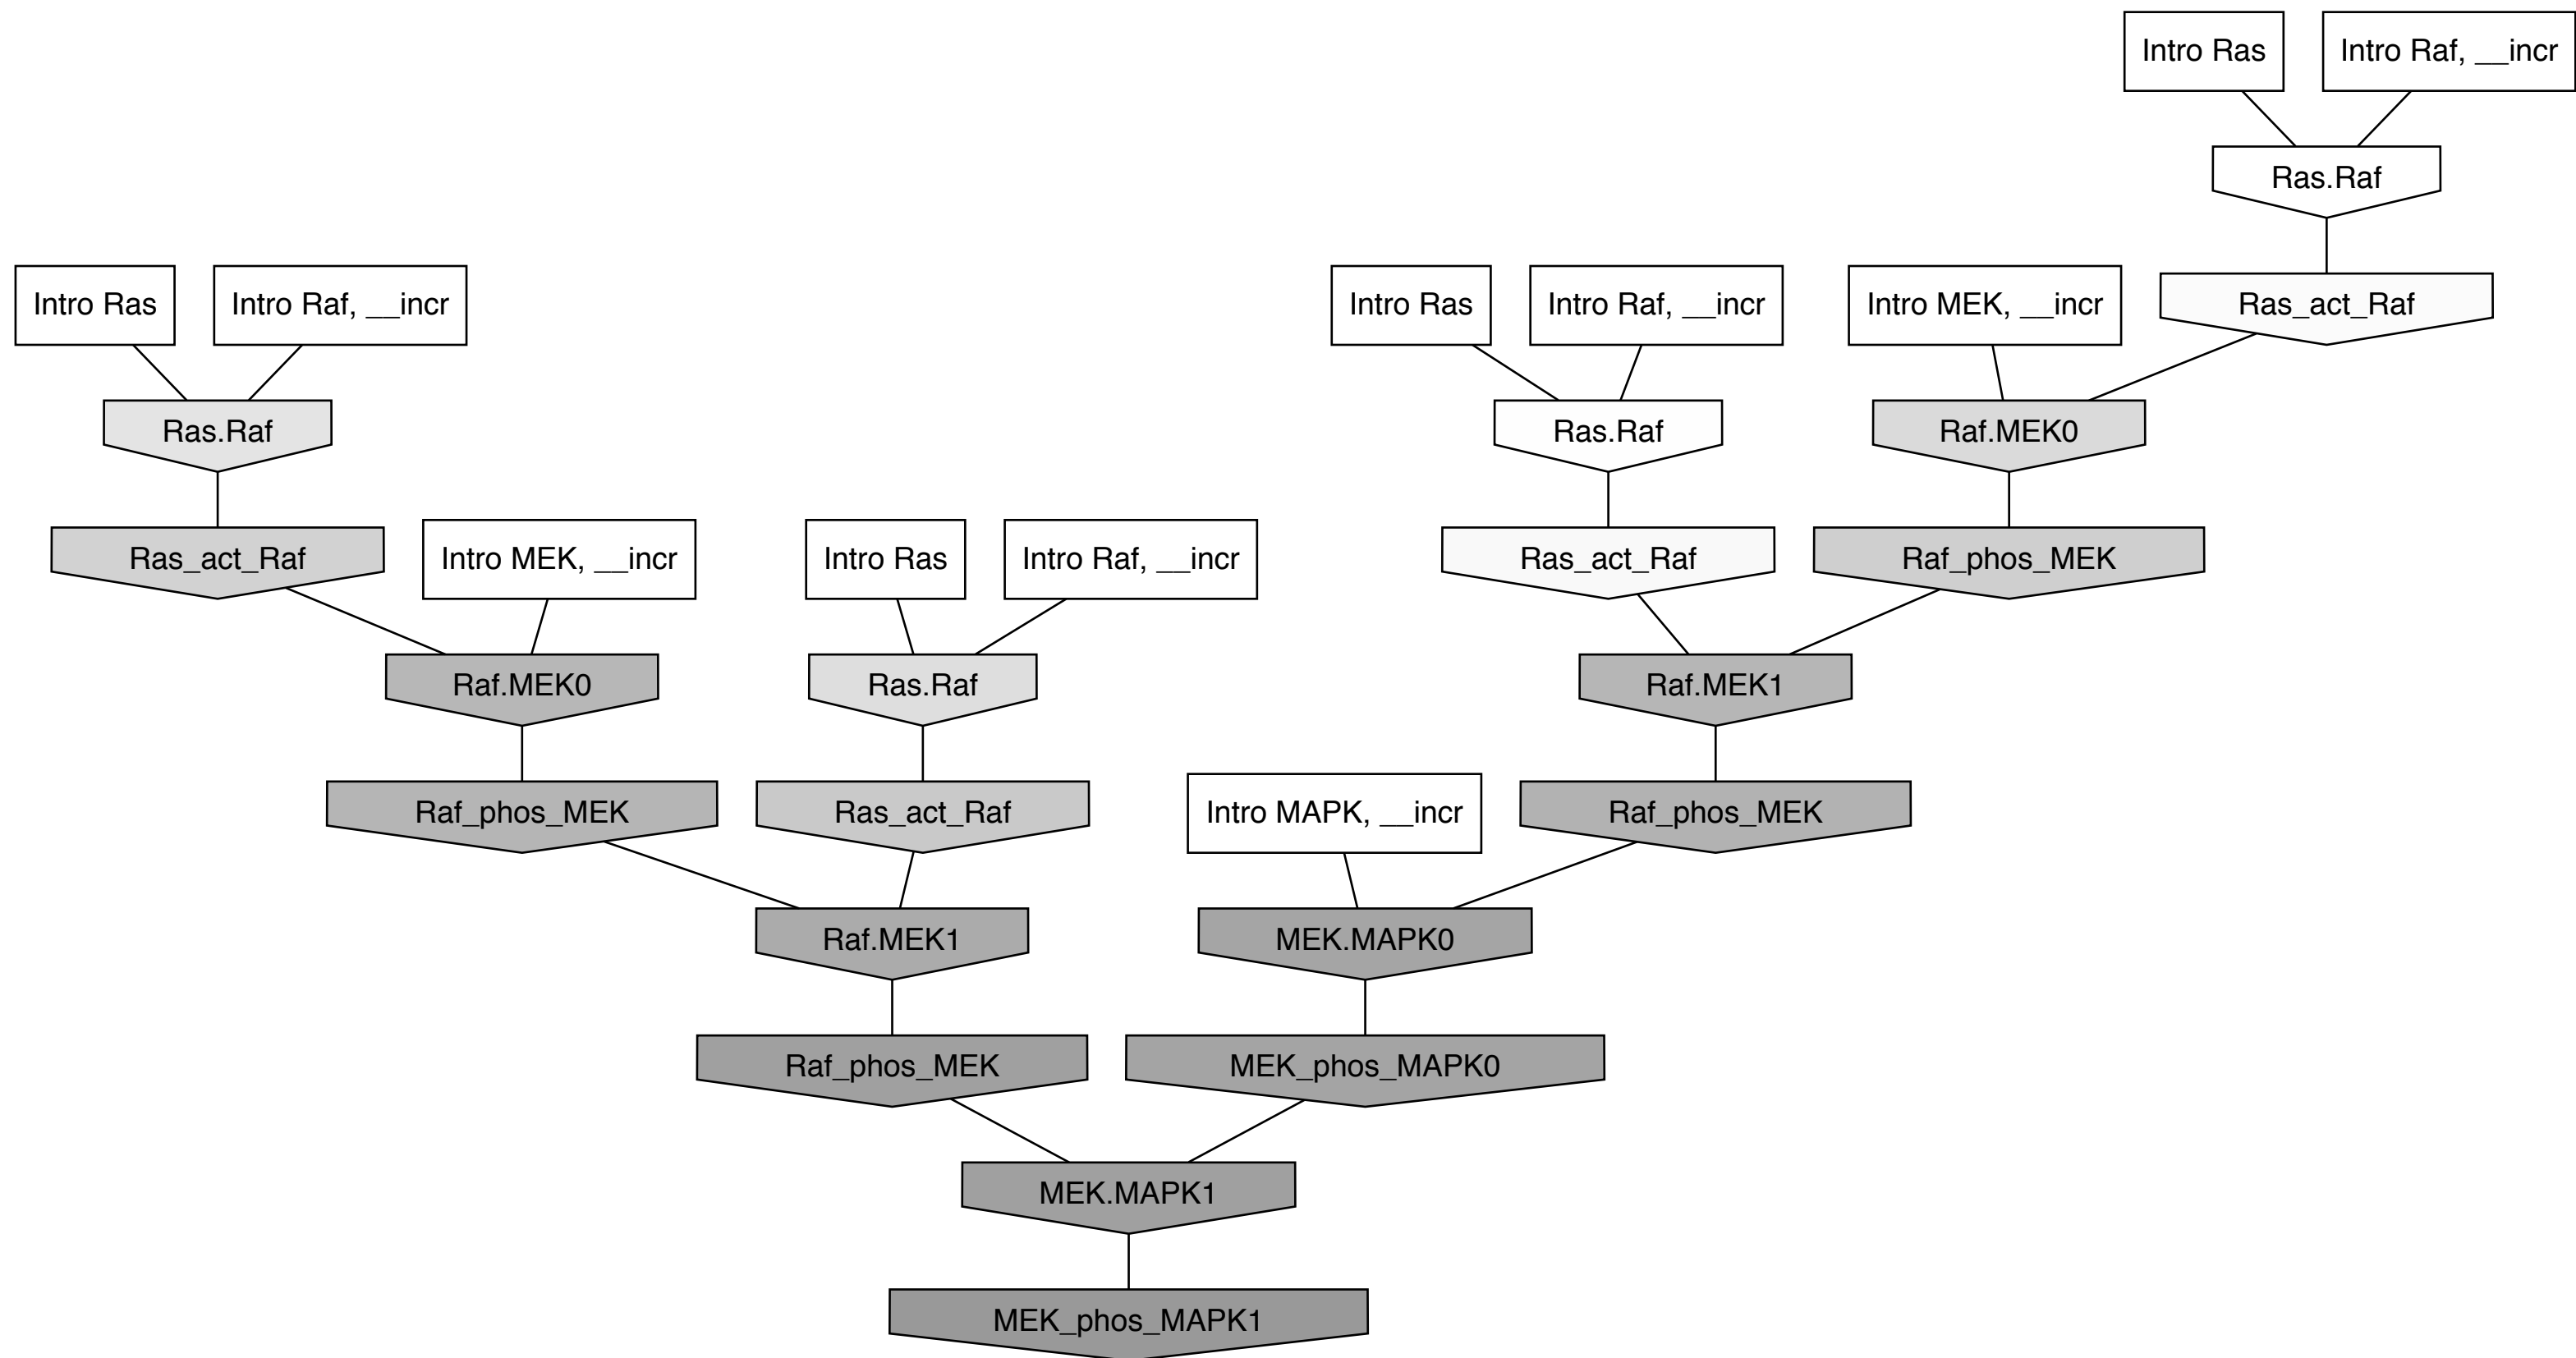 Intro Ras
Intro Raf, __incr
Ras.Raf
Intro Ras
Intro Raf, __incr
Intro Ras
Intro Raf, __incr
Intro MEK, __incr
Ras_act_Raf
Ras.Raf
Ras.Raf
Raf.MEK0
Ras_act_Raf
Intro MEK, __incr
Intro Ras
Intro Raf, __incr
Ras_act_Raf
Raf_phos_MEK
Raf.MEK0
Ras.Raf
Raf.MEK1
Raf_phos_MEK
Ras_act_Raf
Intro MAPK, __incr
Raf_phos_MEK
Raf.MEK1
MEK.MAPK0
Raf_phos_MEK
MEK_phos_MAPK0
MEK.MAPK1
MEK_phos_MAPK1